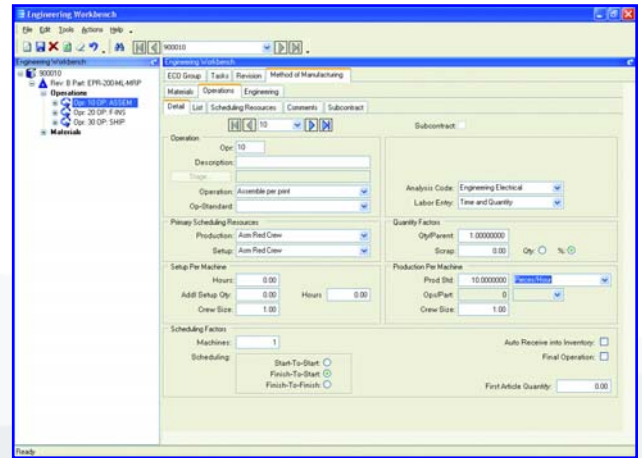 Engineering Workbench
File Edit Tools Actions Help
900010
Engineering Workbench
900010
Rev: B Part: EPR-200-ML-MRP
Operations
Opr: 10 OP: ASSEM
Opr: 20 OP: F-INS
Opr: 30 OP: SHIP
Materials
Engineering Workbench
ECO Group Tasks Revision Method of Manufacturing
Materials Operations Engineering
Detail List Scheduling Resources Comments Subcontract
10
Subcontract:
Operation
Opr: 10
Description:
Triage...
Operation: Assemble per print
Op-Standard:
Analysis Code: Engineering Electrical
Labor Entry: Time and Quantity
Primary Scheduling Resources
Production: Asm Red Crew
Setup: Asm Red Crew
Quantity Factors
Qty/Parent: 1.00000000
Scrap: 0.00 Qty: %:
Setup Per Machine
Hours: 0.00
Addl Setup Qty: 0.00 Hours: 0.00
Crew Size: 1.00
Production Per Machine
Prod Std: 10.0000000 Pieces/Hour
Ops/Part: 0
Crew Size: 1.00
Scheduling Factors
Machines: 1
Scheduling:
Start-To-Start:
Finish-To-Start:
Finish-To-Finish:
Auto Receive into Inventory:
Final Operation:
First Article Quantity: 0.00
Ready